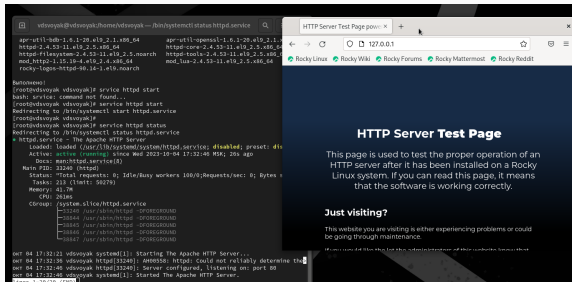 vdsvoyak@vdsvoyak:/home/vdsvoyak — /bin/systemctl status httpd.service
apr-util-bdb-1.6.1-20.el9_2.1.x86_64 apr-util-openssl-1.6.1-20.el9_2.1.
httpd-2.4.53-11.el9_2.5.x86_64 httpd-core-2.4.53-11.el9_2.5.x86_64
httpd-filesystem-2.4.53-11.el9_2.5.noarch httpd-tools-2.4.53-11.el9_2.5.x86_6
mod_http2-1.15.19-4.el9_2.4.x86_64 mod_lua-2.4.53-11.el9_2.5.x86_64
rocky-logos-httpd-90.14-1.el9.noarch
Выполнено!
[root@vdsvoyak vdsvoyak]# srvice httpd start
bash: srvice: command not found...
[root@vdsvoyak vdsvoyak]# service httpd start
Redirecting to /bin/systemctl start httpd.service
[root@vdsvoyak vdsvoyak]#
[root@vdsvoyak vdsvoyak]# service httpd status
Redirecting to /bin/systemctl status httpd.service
● httpd.service - The Apache HTTP Server
Loaded: loaded (/usr/lib/systemd/system/httpd.service; disabled; preset: dis
Active: active (running) since Wed 2023-10-04 17:32:46 MSK; 26s ago
Docs: man:httpd.service(8)
Main PID: 33240 (httpd)
Status: "Total requests: 0; Idle/Busy workers 100/0;Requests/sec: 0; Bytes
Tasks: 213 (limit: 50279)
Memory: 41.7M
CPU: 261ms
CGroup: /system.slice/httpd.service
├─33240 /usr/sbin/httpd -DFOREGROUND
/usr/sbin/httpd -DFOREGROUND
/usr/sbin/httpd -DFOREGROUND
/usr/sbin/httpd -DFOREGROUND
/usr/sbin/httpd -DFOREGROUND
окт 04 17:32:21 vdsvoyak systemd[1]: Starting The Apache HTTP Server...
окт 04 17:32:36 vdsvoyak httpd[33240]: AH00558: httpd: Could not reliably determine the
окт 04 17:32:46 vdsvoyak httpd[33240]: Server configured, listening on: port 80
окт 04 17:32:46 vdsvoyak systemd[1]: Started The Apache HTTP Server.
HTTP Server Test Page powe
127.0.0.1
Rocky Linux Rocky Wiki Rocky Forums Rocky Mattermost Rocky Reddit
HTTP Server Test Page
This page is used to test the proper operation of an
HTTP server after it has been installed on a Rocky
Linux system. If you can read this page, it means
that the software is working correctly.
Just visiting?
This website you are visiting is either experiencing problems or could
be going through maintenance.